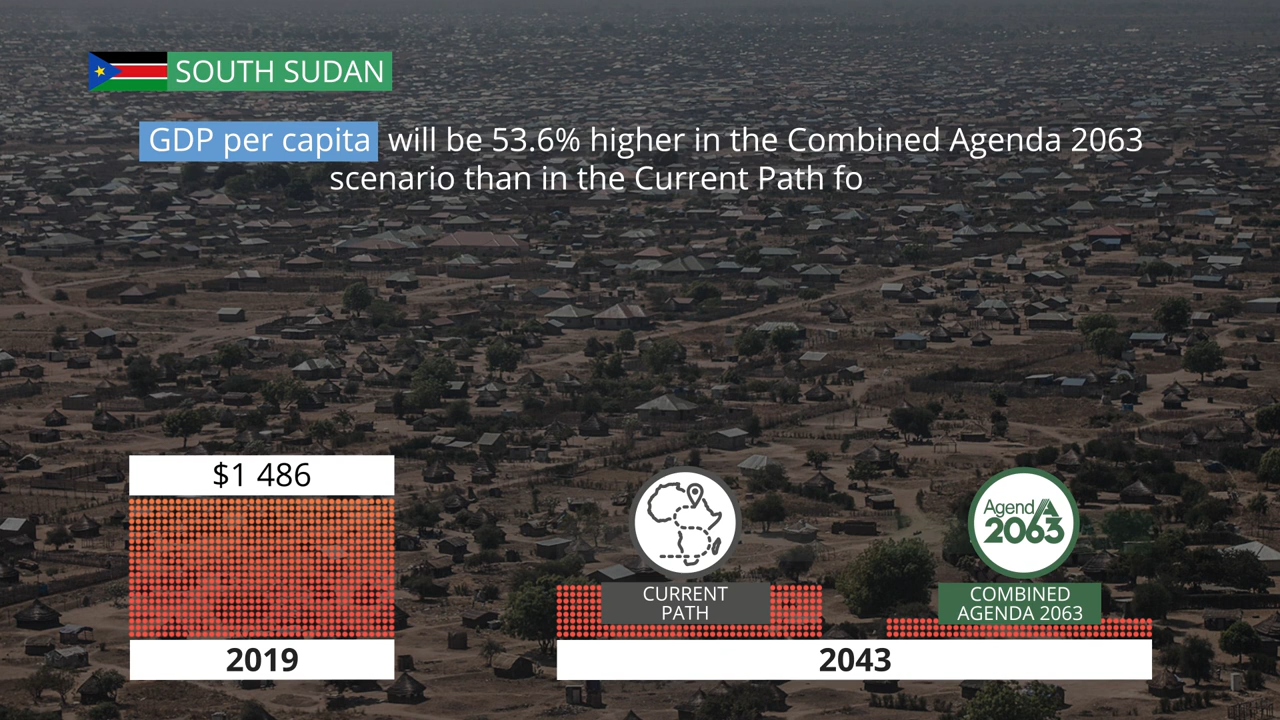 SOUTH SUDAN
GDP per capita will be 53.6% higher in the Combined Agenda 2063
scenario than in the Current Path fo
$1 486
2019
CURRENT
PATH
Agenda
2063
COMBINED
AGENDA 2063
2043